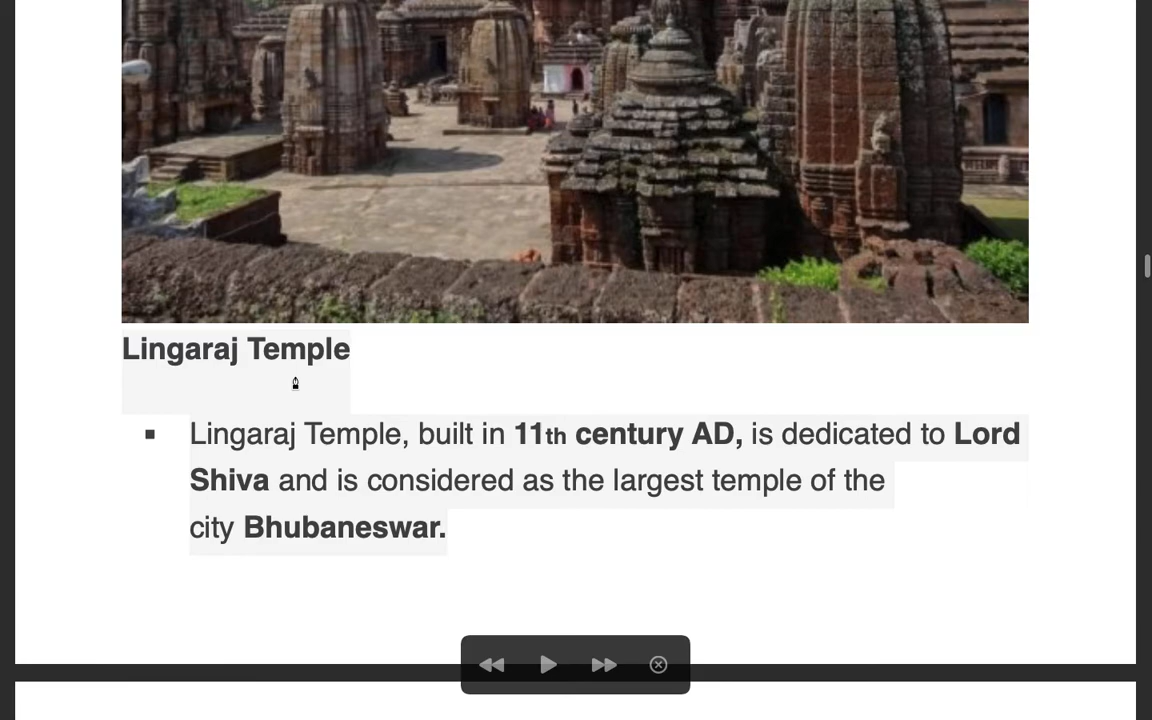 Lingaraj Temple
▪ Lingaraj Temple, built in 11th century AD, is dedicated to Lord
Shiva and is considered as the largest temple of the
city Bhubaneswar.